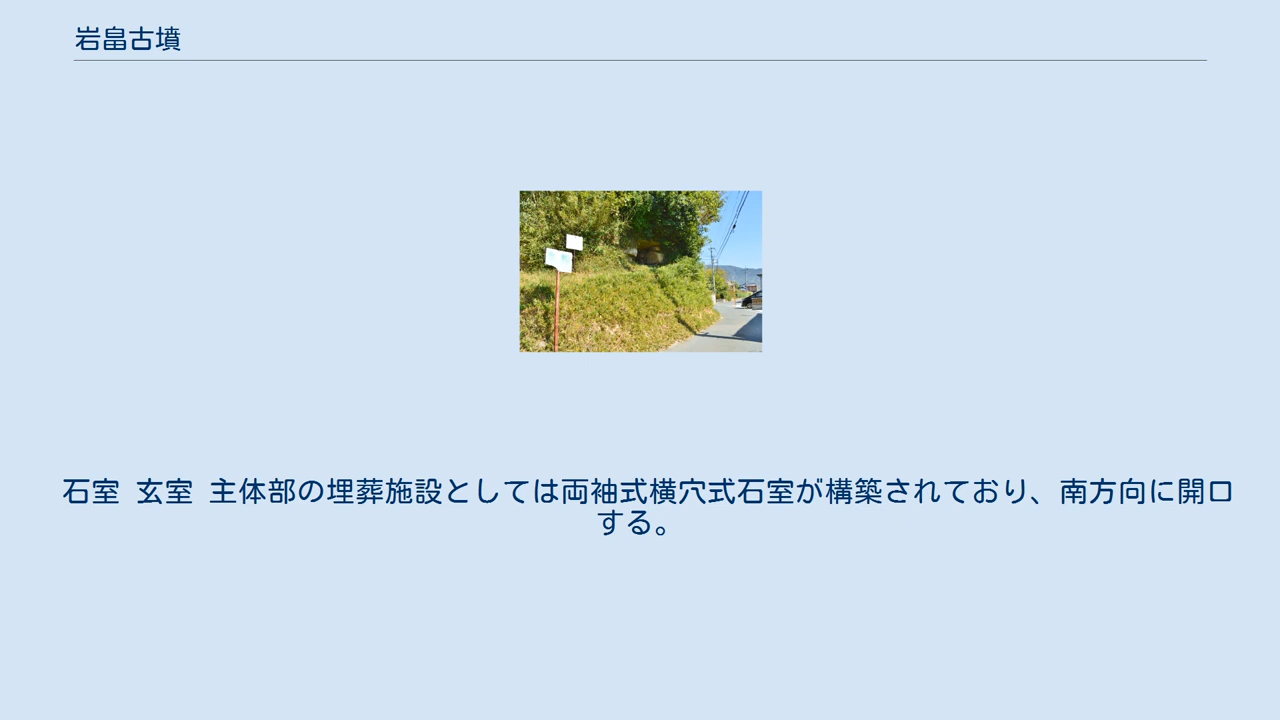 岩畠古墳
石室 玄室 主体部の埋葬施設としては両袖式横穴式石室が構築されており、南方向に開口
する。